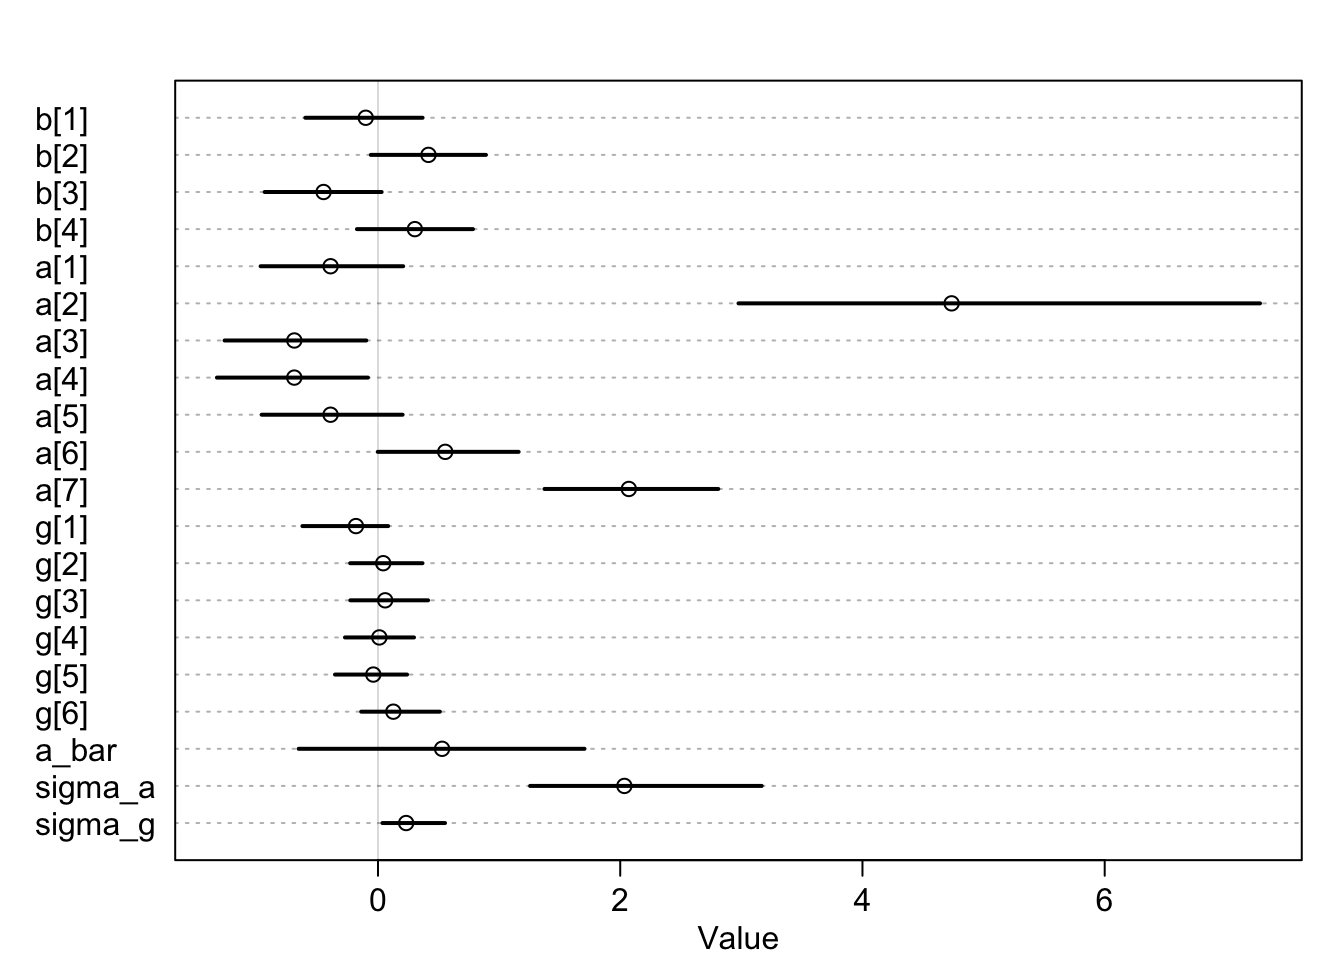 b[1]
b[2]
b[3]
b[4]
a[1]
a[2]
a[3]
a[4]
a[5]
a[6]
a[7]
g[1]
g[2]
g[3]
g[4]
g[5]
g[6]
a_bar
sigma_a
sigma_g
0 2 4 6
Value